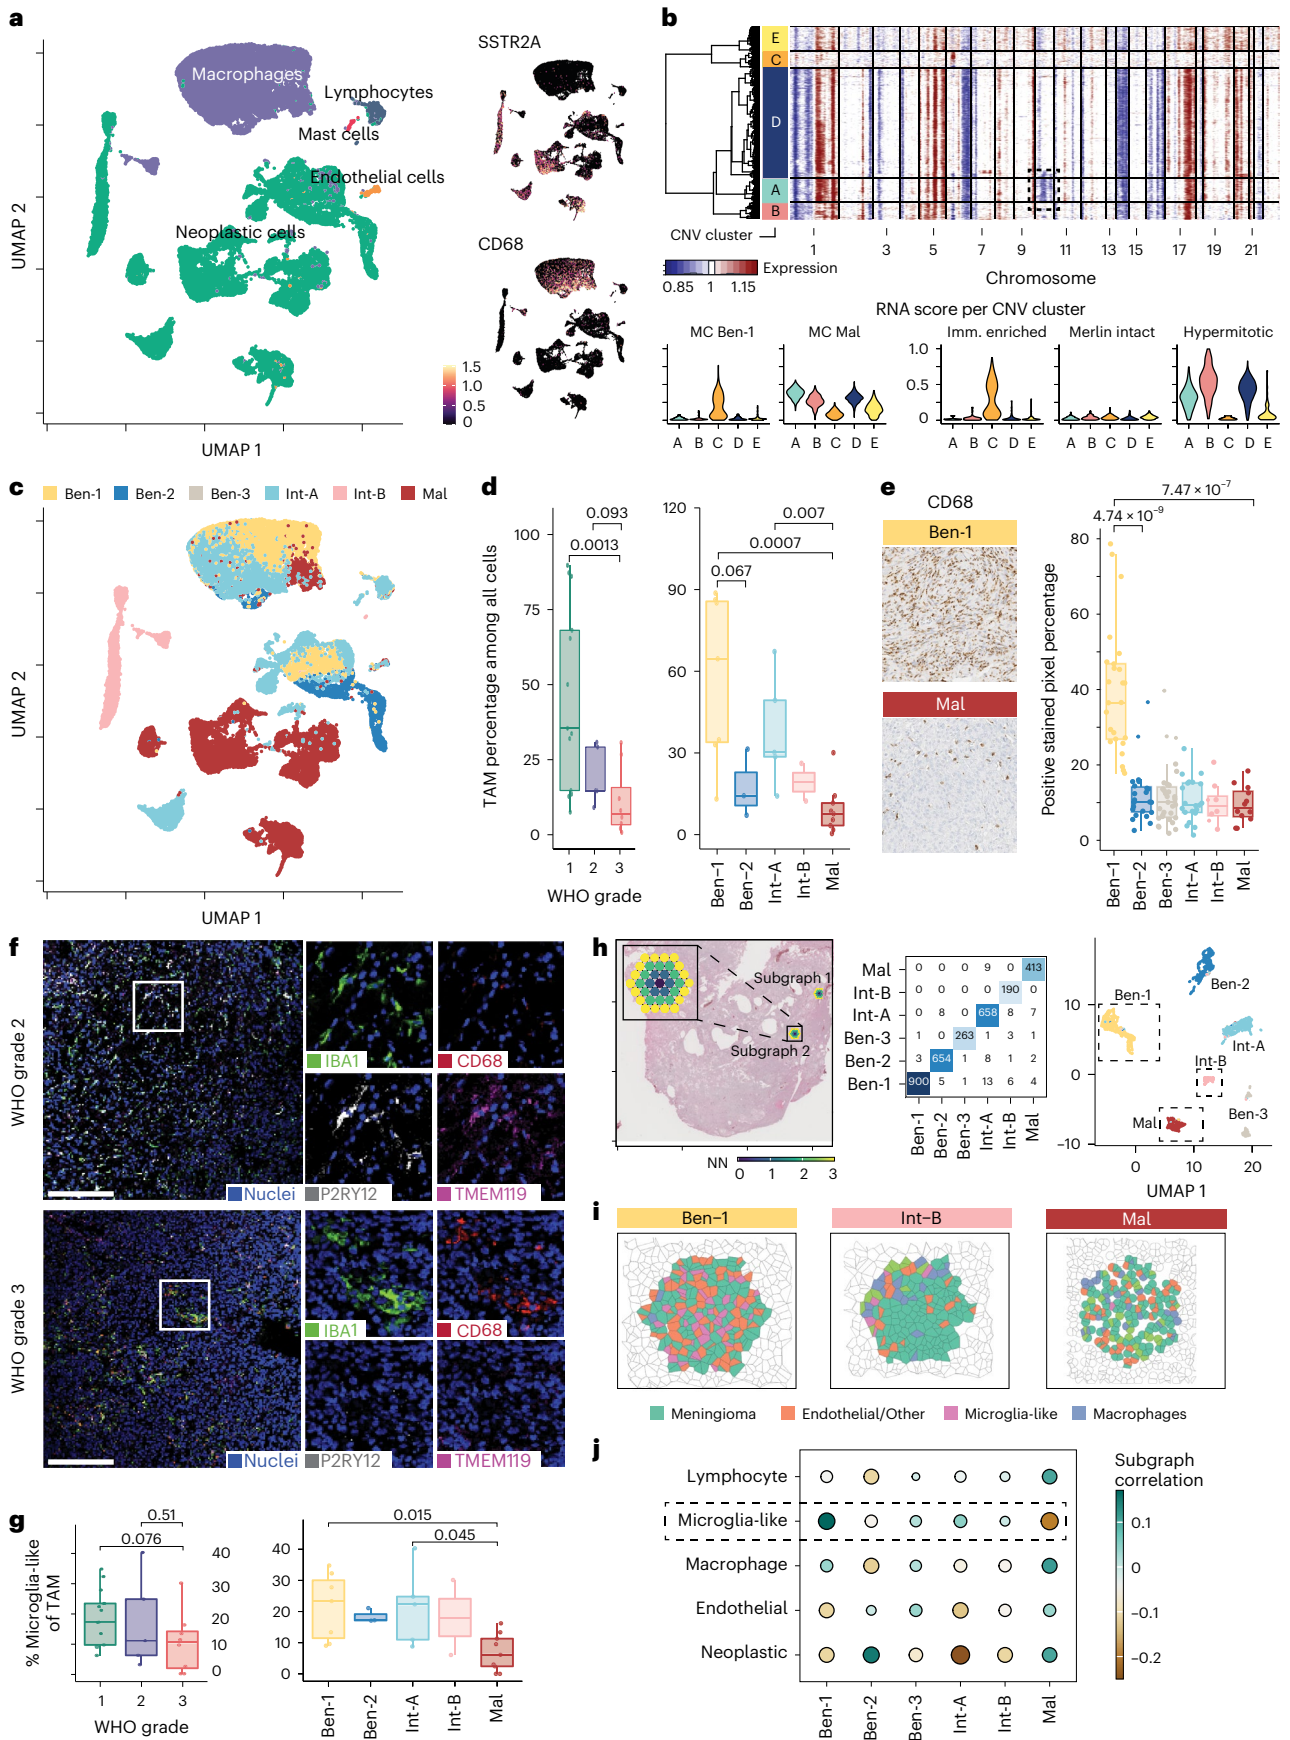 a
SSTR2A
Macrophages
Lymphocytes
Mast cells
Endothelial cells
Neoplastic cells
UMAP 2
UMAP 1
CD68
1.5
1.0
0.5
0
b
E
C
D
A
B
CNV cluster
1 3 5 7 9 11 13 15 17 19 21
Chromosome
Expression
0.85 1 1.15
RNA score per CNV cluster
MC Ben-1 MC Mal Imm. enriched Merlin intact Hypermitotic
1.0
0.5
0
A B C D E A B C D E A B C D E A B C D E A B C D E
c
Ben-1 Ben-2 Ben-3 Int-A Int-B Mal
UMAP 2
UMAP 1
d
TAM percentage among all cells
0.093
0.0013
100
75
50
25
0
1 2 3
WHO grade
120
90
60
30
0
0.007
0.0007
0.067
Ben-1 Ben-2 Int-A Int-B Mal
e
CD68
Ben-1
Mal
Positive stained pixel percentage
7.47 × 10−7
4.74 × 10−9
80
60
40
20
0
Ben-1 Ben-2 Ben-3 Int-A Int-B Mal
f
WHO grade 2
IBA1 CD68
Nuclei P2RY12 TMEM119
WHO grade 3
IBA1 CD68
Nuclei P2RY12 TMEM119
g
% Microglia-like of TAM
0.51
0.076
40
30
20
10
0
1 2 3
WHO grade
0.015
0.045
40
30
20
10
0
Ben-1 Ben-2 Int-A Int-B Mal
h
Subgraph 1
Subgraph 2
NN 0 1 2 3
Mal 0 0 0 9 0 413
Int-B 0 0 0 0 190 0
Int-A 0 8 0 658 8 7
Ben-3 1 0 263 1 3 1
Ben-2 3 654 1 8 1 2
Ben-1 900 5 1 13 6 4
Ben-1 Ben-2 Ben-3 Int-A Int-B Mal
Ben-1
Ben-2
Int-A
Int-B
Ben-3
Mal
10
0
−10
0 10 20
UMAP 1
i
Ben-1 Int-B Mal
Meningioma Endothelial/Other Microglia-like Macrophages
j
Lymphocyte
Microglia-like
Macrophage
Endothelial
Neoplastic
Ben-1 Ben-2 Ben-3 Int-A Int-B Mal
Subgraph
correlation
0.1
0
−0.1
−0.2